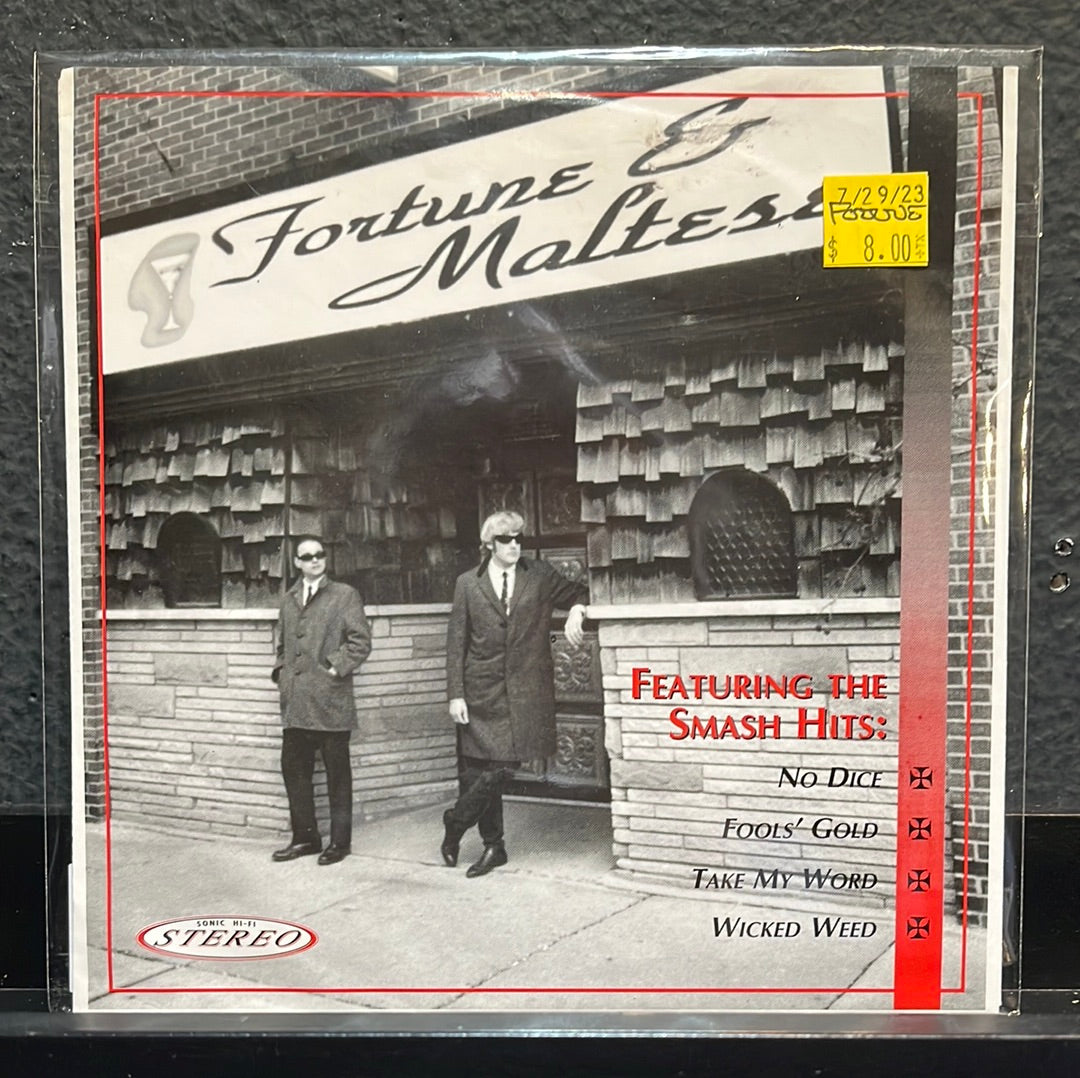 Fortune &
Maltese
7/29/23
FORTUNE
$ 8.00
FEATURING THE
SMASH HITS:
NO DICE
FOOLS' GOLD
TAKE MY WORD
WICKED WEED
SONIC HI-FI
STEREO